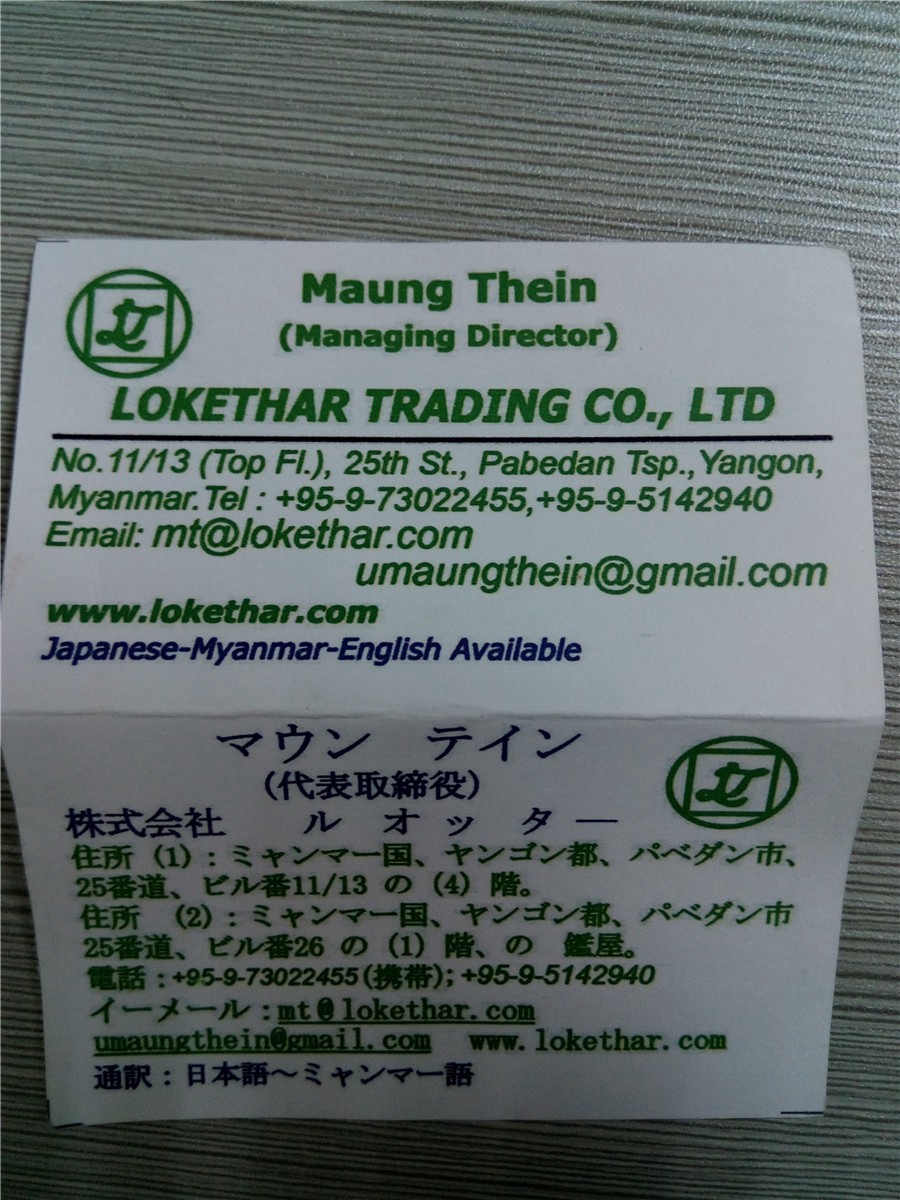 Maung Thein
(Managing Director)
LOKETHAR TRADING CO., LTD
No.11/13 (Top Fl.), 25th St., Pabedan Tsp., Yangon,
Myanmar. Tel : +95-9-73022455,+95-9-5142940
Email: mt@lokethar.com
umaungthein@gmail.com
www.lokethar.com
Japanese-Myanmar-English Available
マウン テイン
(代表取締役)
株式会社 ル オ ッ タ ー
住所 (1) : ミャンマー国、ヤンゴン都、パベダン市、
25番道、ビル番11/13 の (4) 階。
住所 (2) : ミャンマー国、ヤンゴン都、パベダン市
25番道、ビル番26 の (1) 階、の 鑑屋。
電話 : +95-9-73022455 (携帯); +95-9-5142940
イーメール : mt@lokethar.com
umaungthein@gmail.com www.lokethar.com
通訳 : 日本語～ミャンマー語